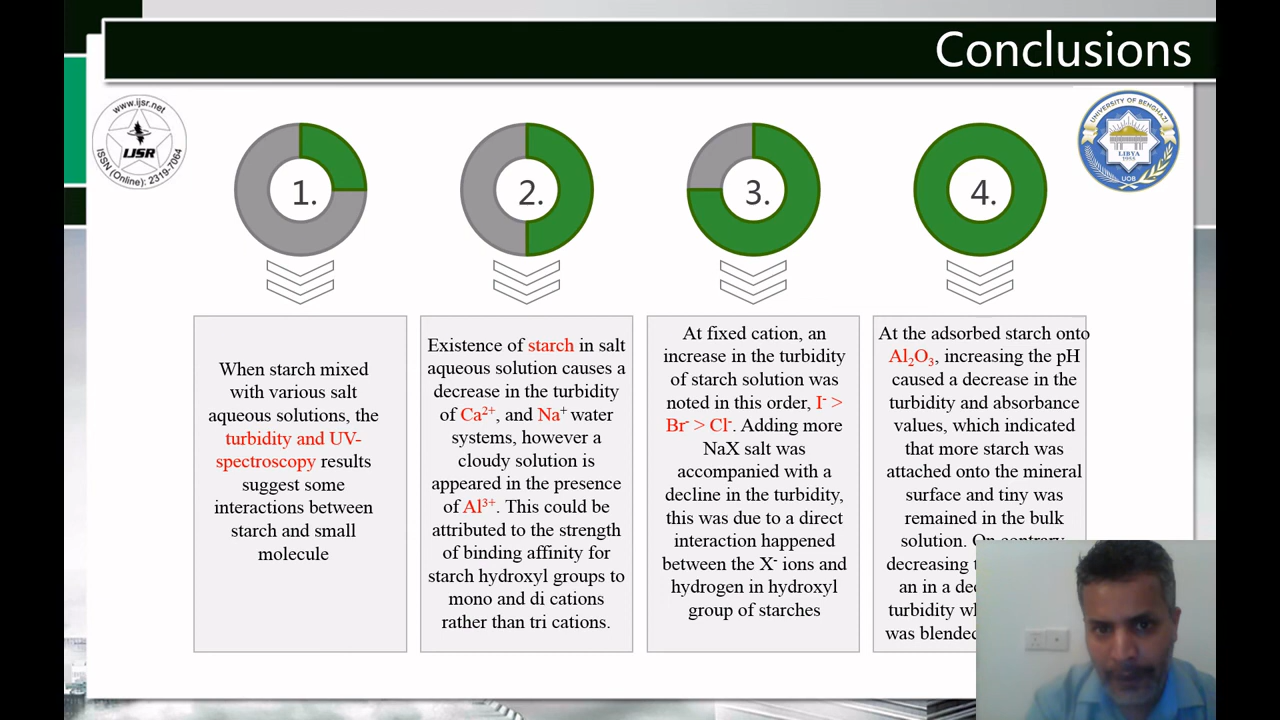 Conclusions
www.ijsr.net
IJSR
ISSN (Online): 2319-7064
UNIVERSITY OF BENGHAZI
LIBYA
1955
UOB
1.
2.
3.
4.
When starch mixed
with various salt
aqueous solutions, the
turbidity and UV-
spectroscopy results
suggest some
interactions between
starch and small
molecule
Existence of starch in salt
aqueous solution causes a
decrease in the turbidity
of Ca²⁺, and Na⁺ water
systems, however a
cloudy solution is
appeared in the presence
of Al³⁺. This could be
attributed to the strength
of binding affinity for
starch hydroxyl groups to
mono and di cations
rather than tri cations.
At fixed cation, an
increase in the turbidity
of starch solution was
noted in this order, I⁻ >
Br⁻ > Cl⁻. Adding more
NaX salt was
accompanied with a
decline in the turbidity,
this was due to a direct
interaction happened
between the X⁻ ions and
hydrogen in hydroxyl
group of starches
At the adsorbed starch onto
Al₂O₃, increasing the pH
caused a decrease in the
turbidity and absorbance
values, which indicated
that more starch was
attached onto the mineral
surface and tiny was
remained in the bulk
solution. On contrary
decreasing
an in a
turbidity
was blended